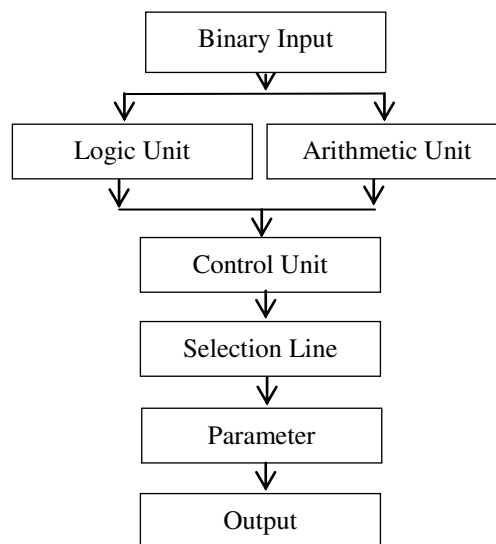 Binary Input
Logic Unit
Arithmetic Unit
Control Unit
Selection Line
Parameter
Output